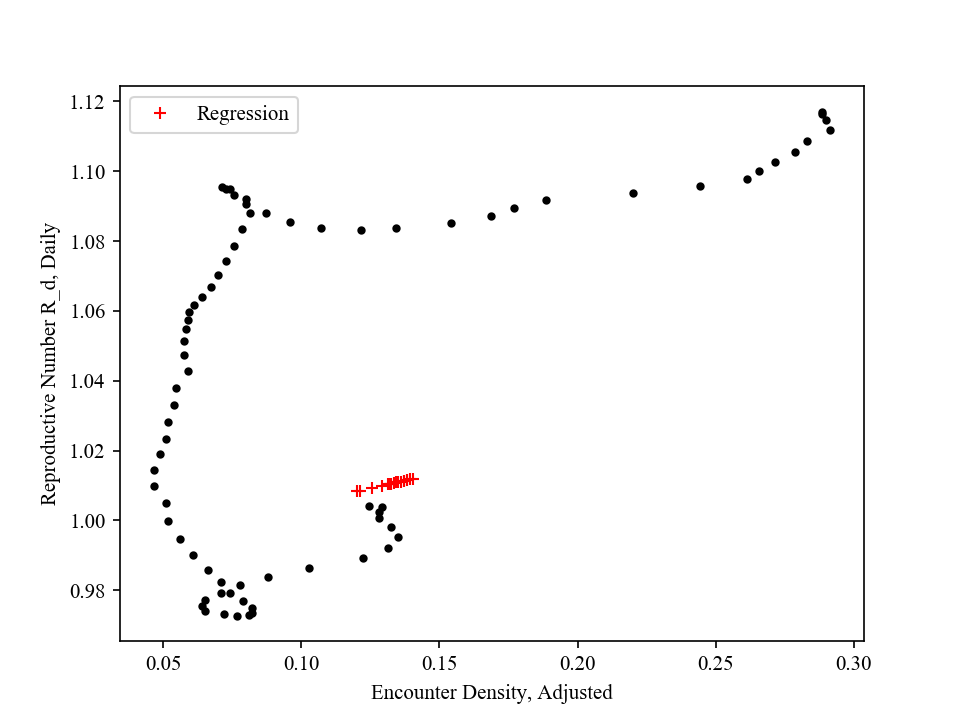 Regression
1.12
1.10
1.08
1.06
1.04
1.02
1.00
0.98
Reproductive Number R_d, Daily
0.05 0.10 0.15 0.20 0.25 0.30
Encounter Density, Adjusted